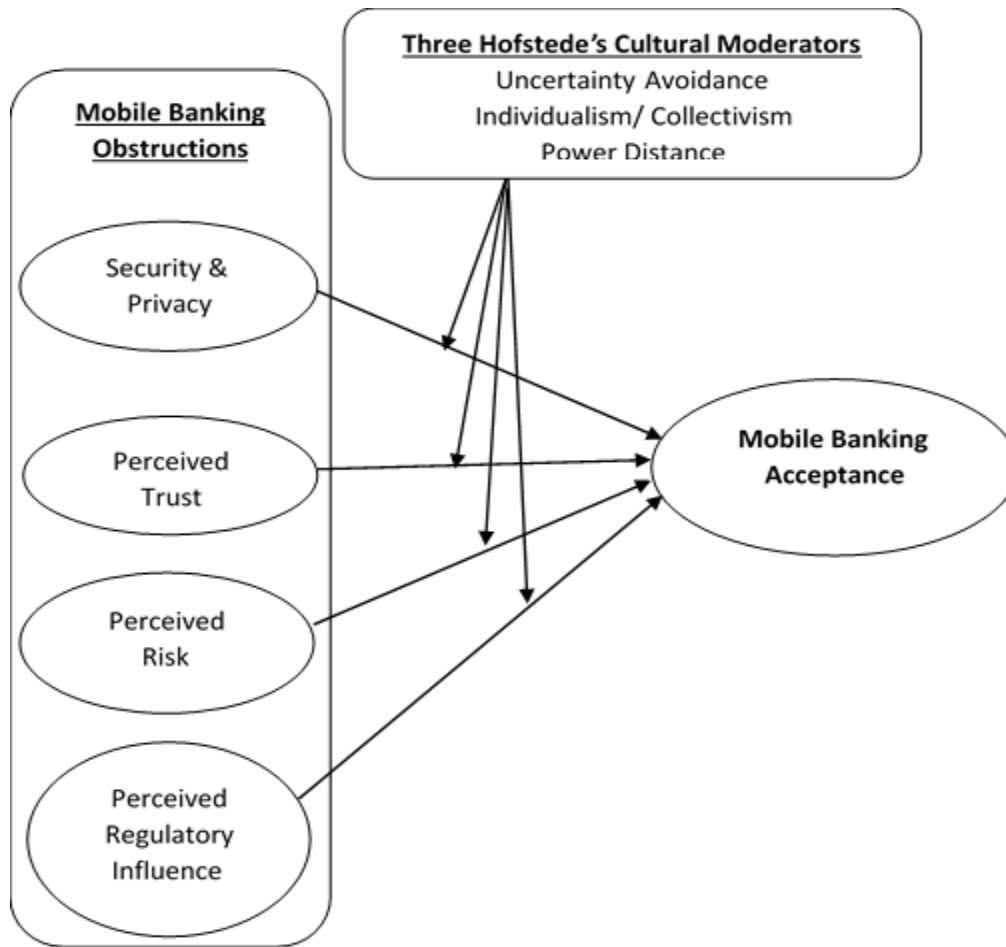 Three Hofstede's Cultural Moderators
Uncertainty Avoidance
Individualism/ Collectivism
Power Distance
Mobile Banking
Obstructions
Security &
Privacy
Perceived
Trust
Perceived
Risk
Perceived
Regulatory
Influence
Mobile Banking
Acceptance